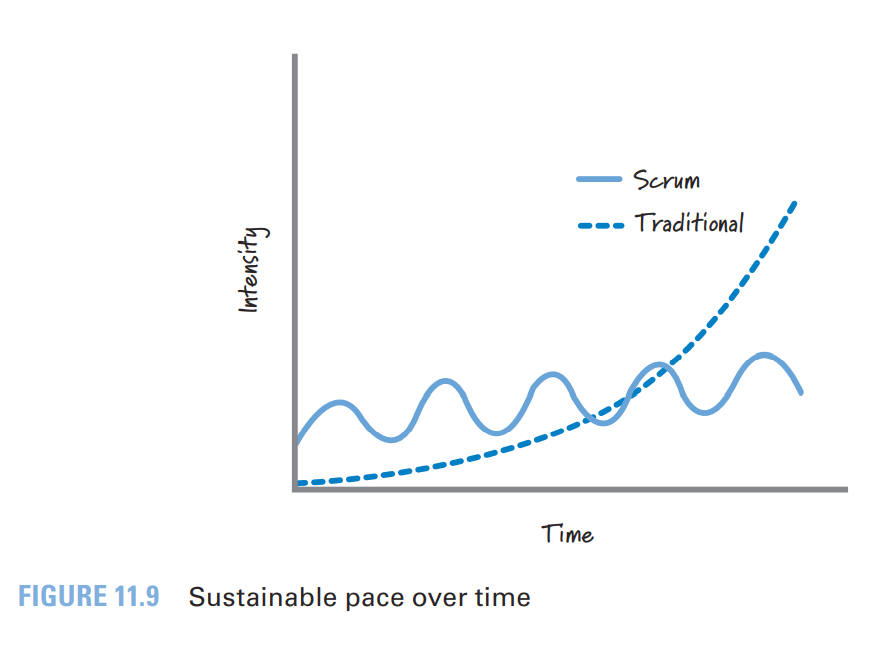 Scrum
Traditional
Intensity
Time
FIGURE 11.9 Sustainable pace over time